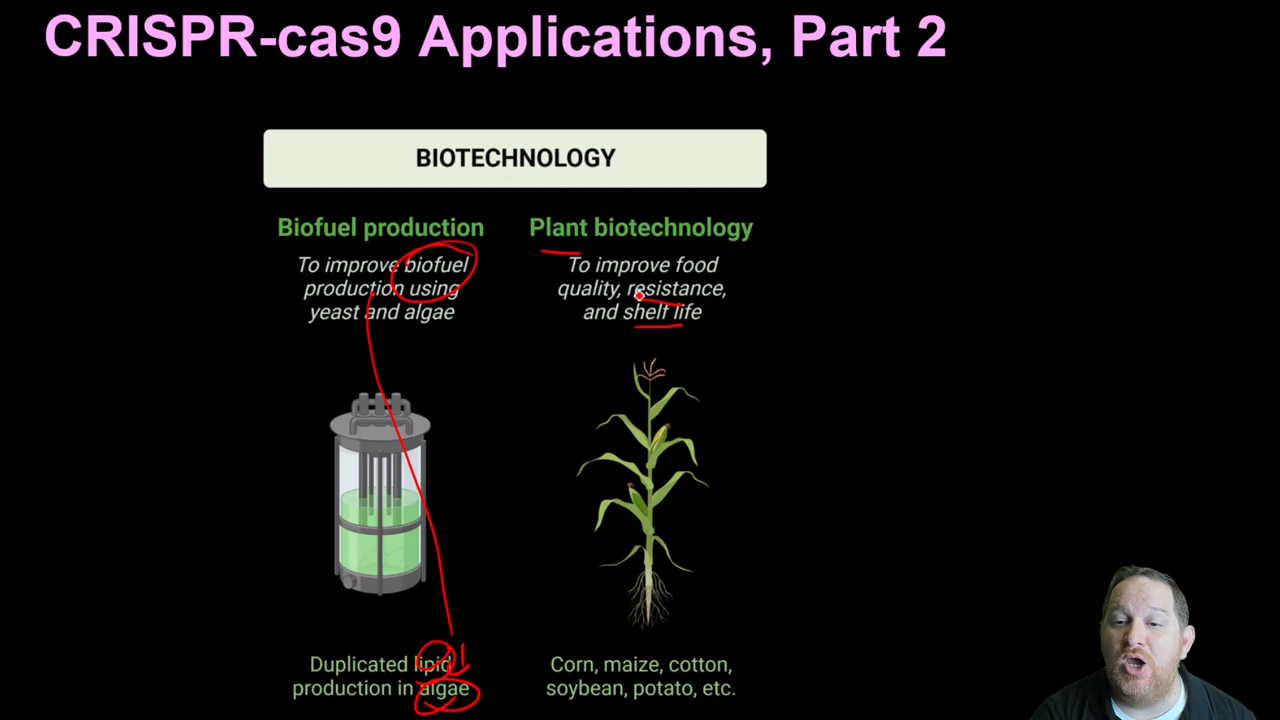 CRISPR-cas9 Applications, Part 2
BIOTECHNOLOGY
Biofuel production
To improve biofuel
production using
yeast and algae
Duplicated lipid
production in algae
Plant biotechnology
To improve food
quality, resistance,
and shelf life
Corn, maize, cotton,
soybean, potato, etc.